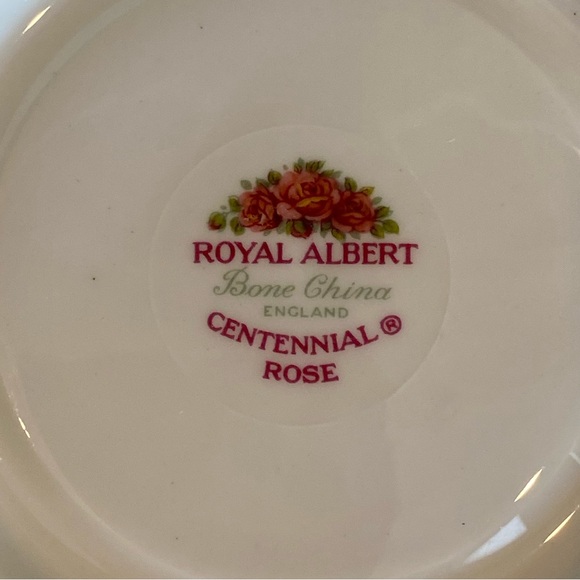 ROYAL ALBERT
Bone China
ENGLAND
CENTENNIAL ®
ROSE